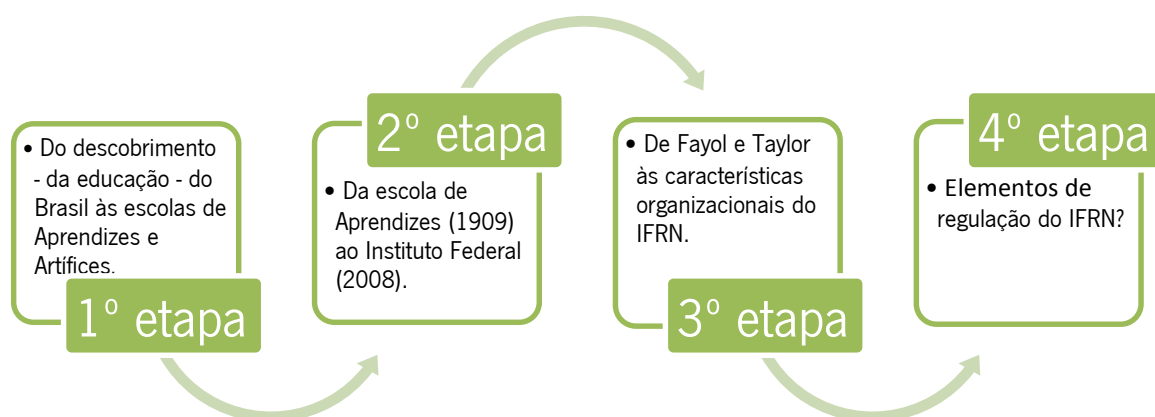 • Do descobrimento
- da educação - do
Brasil às escolas de
Aprendizes e
Artífices.
1º etapa
2º etapa
• Da escola de
Aprendizes (1909)
ao Instituto Federal
(2008).
• De Fayol e Taylor
às características
organizacionais do
IFRN.
3º etapa
4º etapa
• Elementos de
regulação do IFRN?